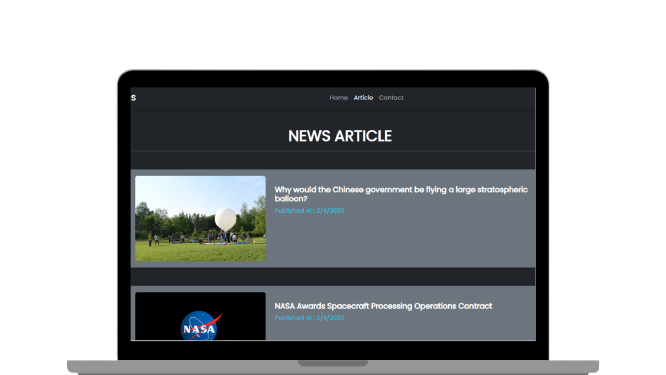 S
Home Article Contact
NEWS ARTICLE
Why would the Chinese government be flying a large stratospheric
balloon?
Published At : 2/4/2023
NASA Awards Spacecraft Processing Operations Contract
Published At : 2/4/2023
NASA